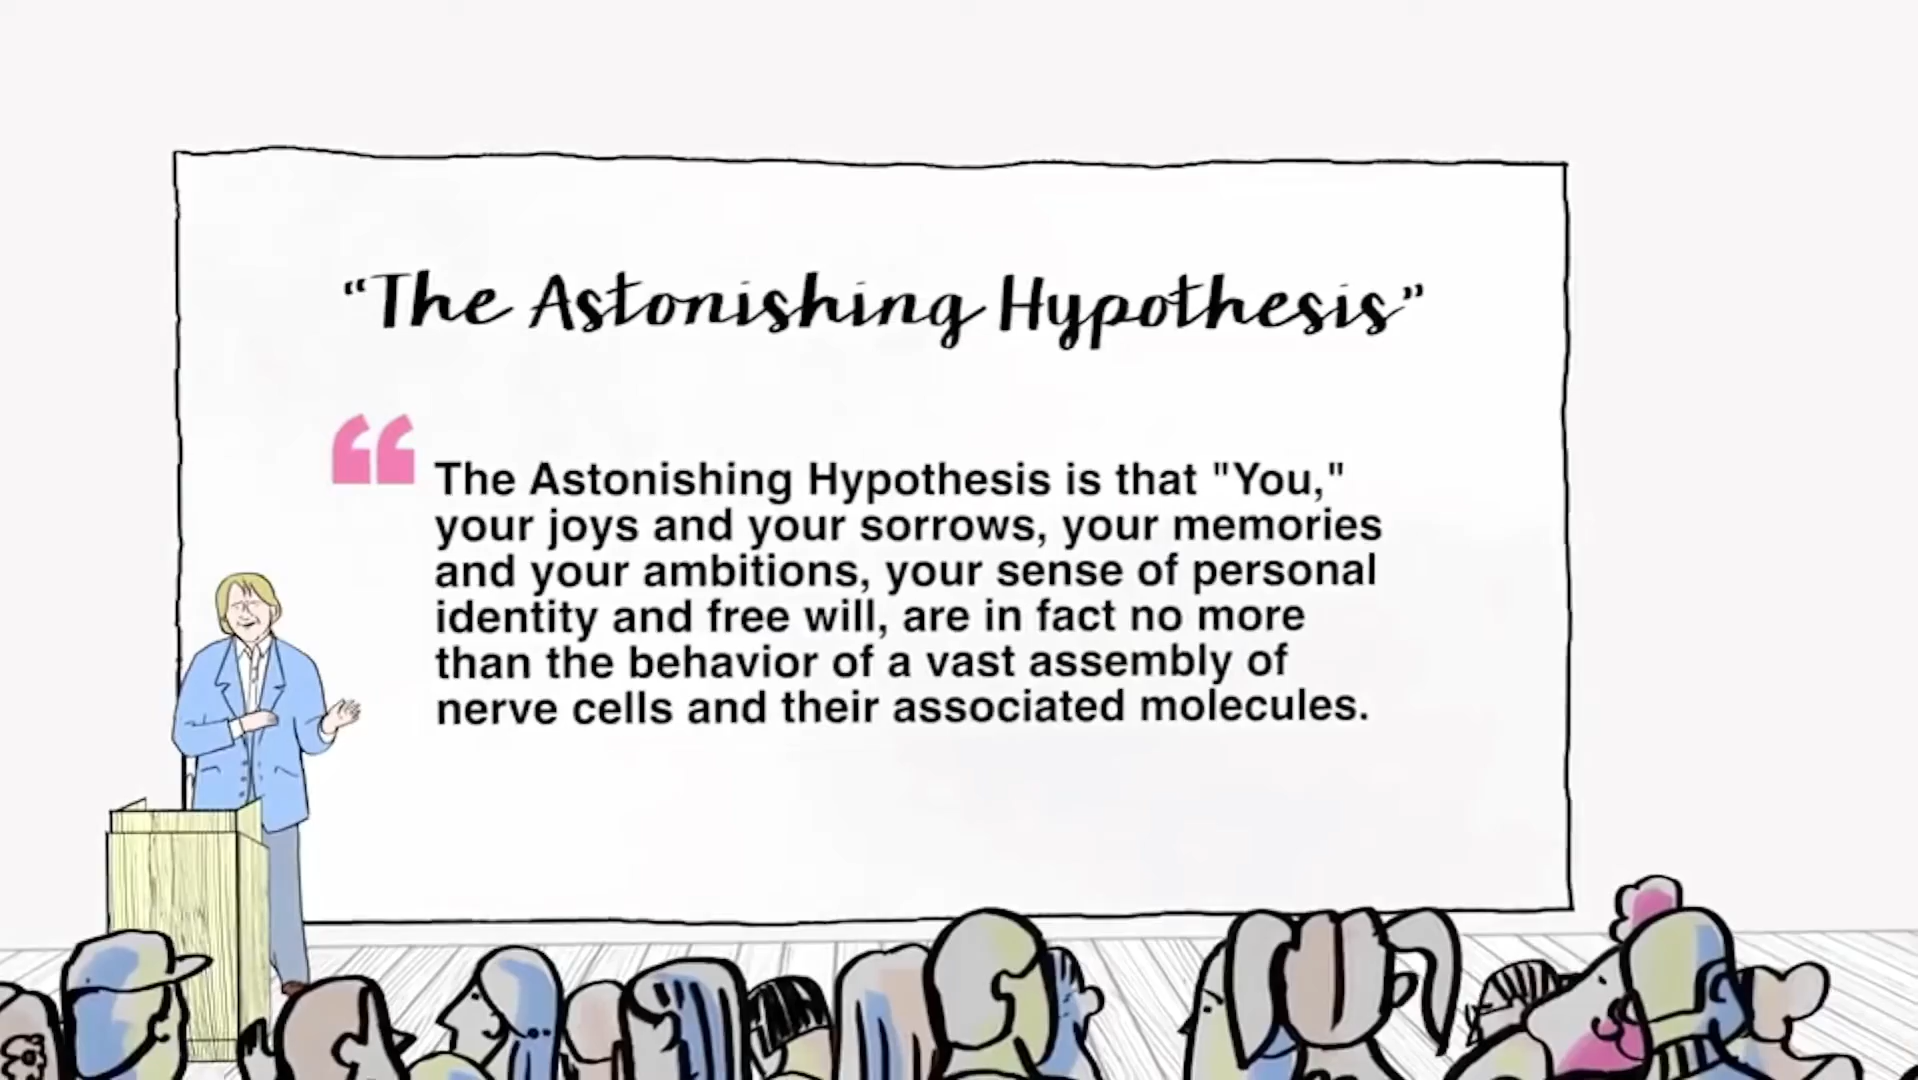 “The Astonishing Hypothesis”
“
The Astonishing Hypothesis is that "You,"
your joys and your sorrows, your memories
and your ambitions, your sense of personal
identity and free will, are in fact no more
than the behavior of a vast assembly of
nerve cells and their associated molecules.